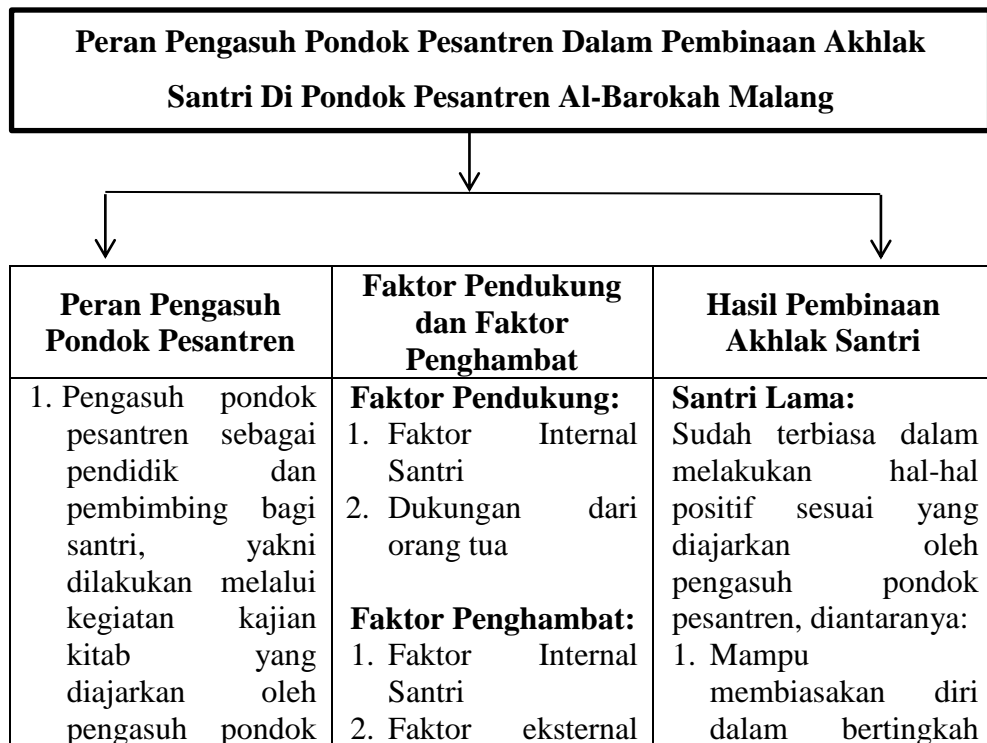 Peran Pengasuh Pondok Pesantren Dalam Pembinaan Akhlak
Santri Di Pondok Pesantren Al-Barokah Malang
Peran Pengasuh
Pondok Pesantren
Faktor Pendukung
dan Faktor
Penghambat
Hasil Pembinaan
Akhlak Santri
1. Pengasuh pondok
pesantren sebagai
pendidik dan
pembimbing bagi
santri, yakni
dilakukan melalui
kegiatan kajian
kitab yang
diajarkan oleh
pengasuh pondok
Faktor Pendukung:
1. Faktor Internal
Santri
2. Dukungan dari
orang tua
Faktor Penghambat:
1. Faktor Internal
Santri
2. Faktor eksternal
Santri Lama:
Sudah terbiasa dalam
melakukan hal-hal
positif sesuai yang
diajarkan oleh
pengasuh pondok
pesantren, diantaranya:
1. Mampu
membiasakan diri
dalam bertingkah